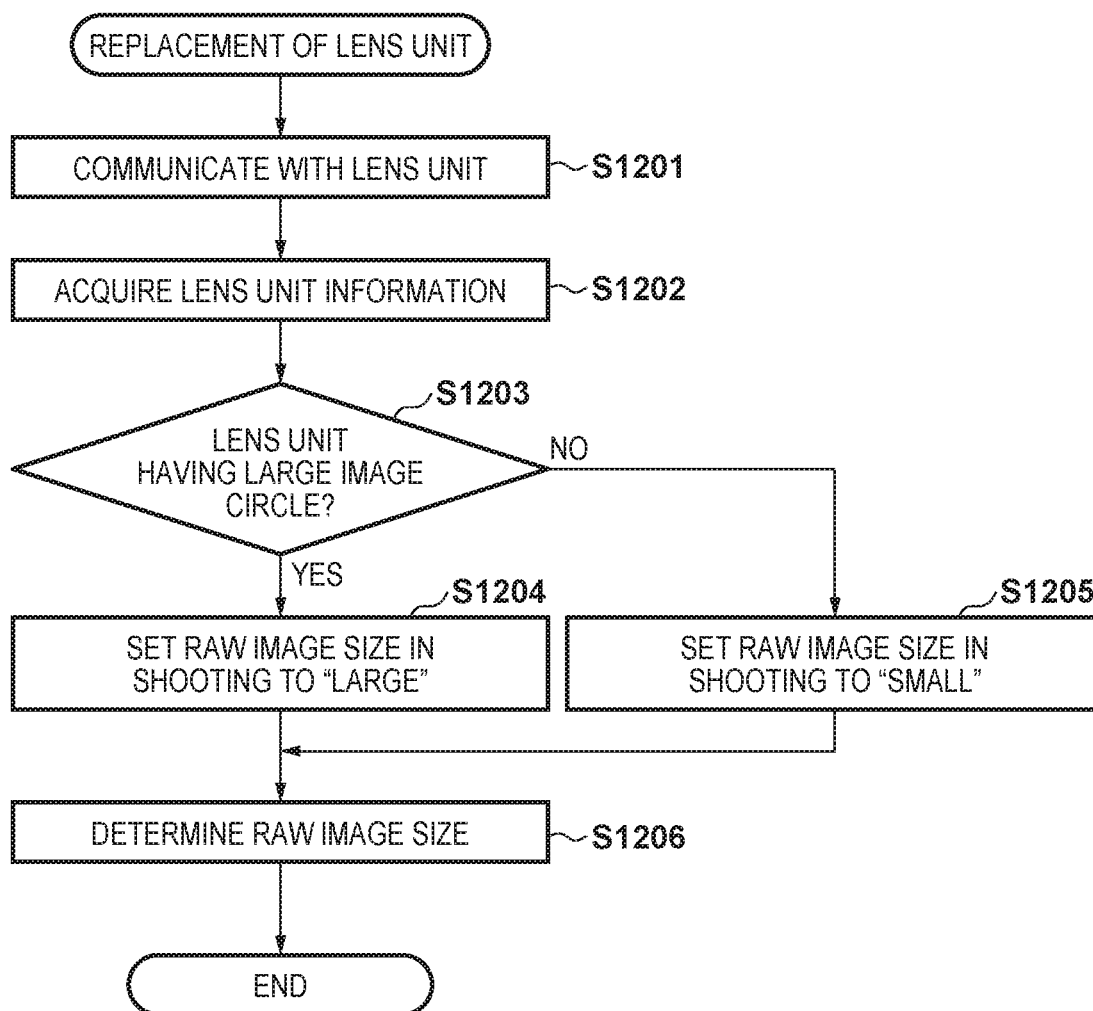 REPLACEMENT OF LENS UNIT
COMMUNICATE WITH LENS UNIT
S1201
ACQUIRE LENS UNIT INFORMATION
S1202
S1203
LENS UNIT
HAVING LARGE IMAGE
CIRCLE?
NO
YES
S1204
SET RAW IMAGE SIZE IN
SHOOTING TO “LARGE”
S1205
SET RAW IMAGE SIZE IN
SHOOTING TO “SMALL”
DETERMINE RAW IMAGE SIZE
S1206
END